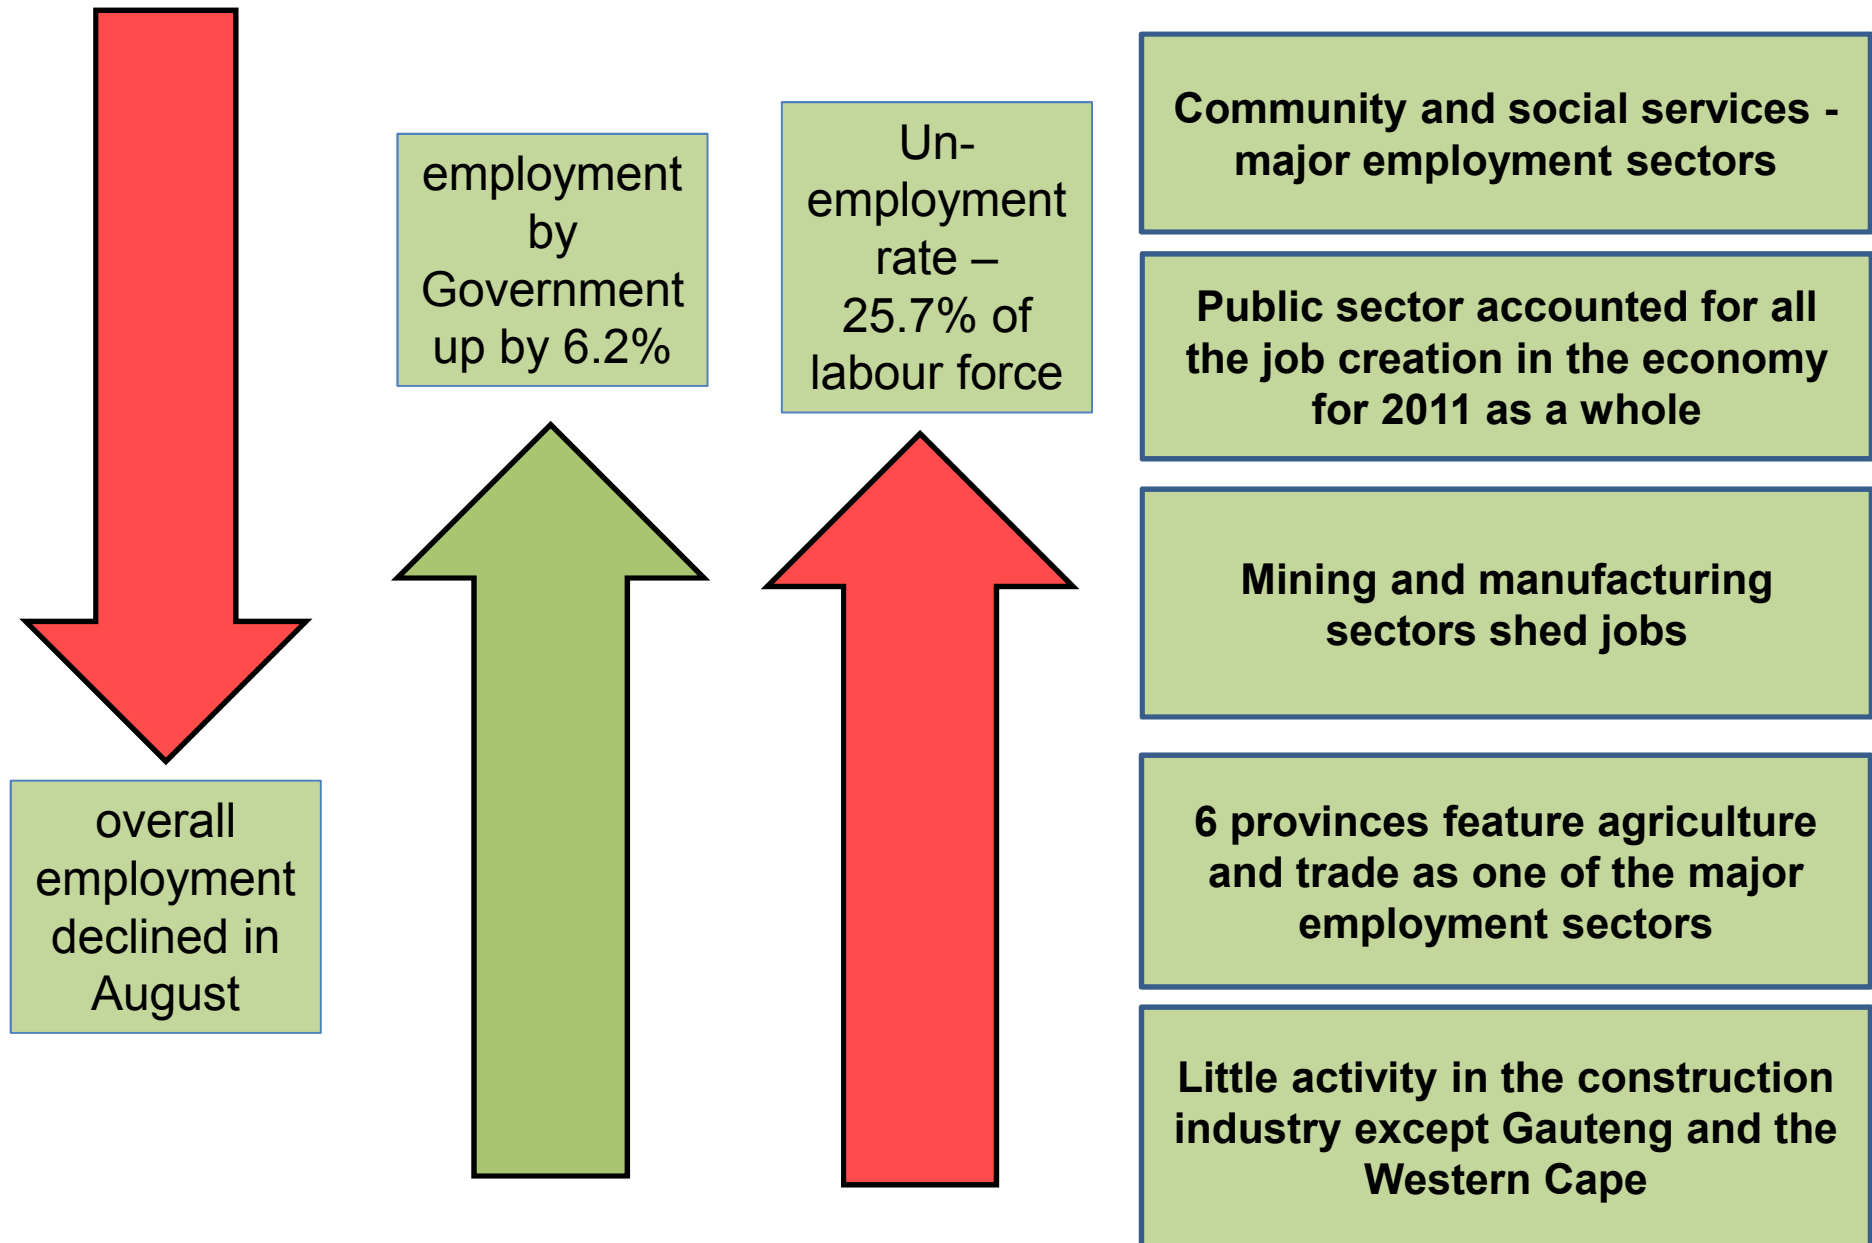 overall
employment
declined in
August
employment
by
Government
up by 6.2%
Un-
employment
rate –
25.7% of
labour force
Community and social services -
major employment sectors
Public sector accounted for all
the job creation in the economy
for 2011 as a whole
Mining and manufacturing
sectors shed jobs
6 provinces feature agriculture
and trade as one of the major
employment sectors
Little activity in the construction
industry except Gauteng and the
Western Cape